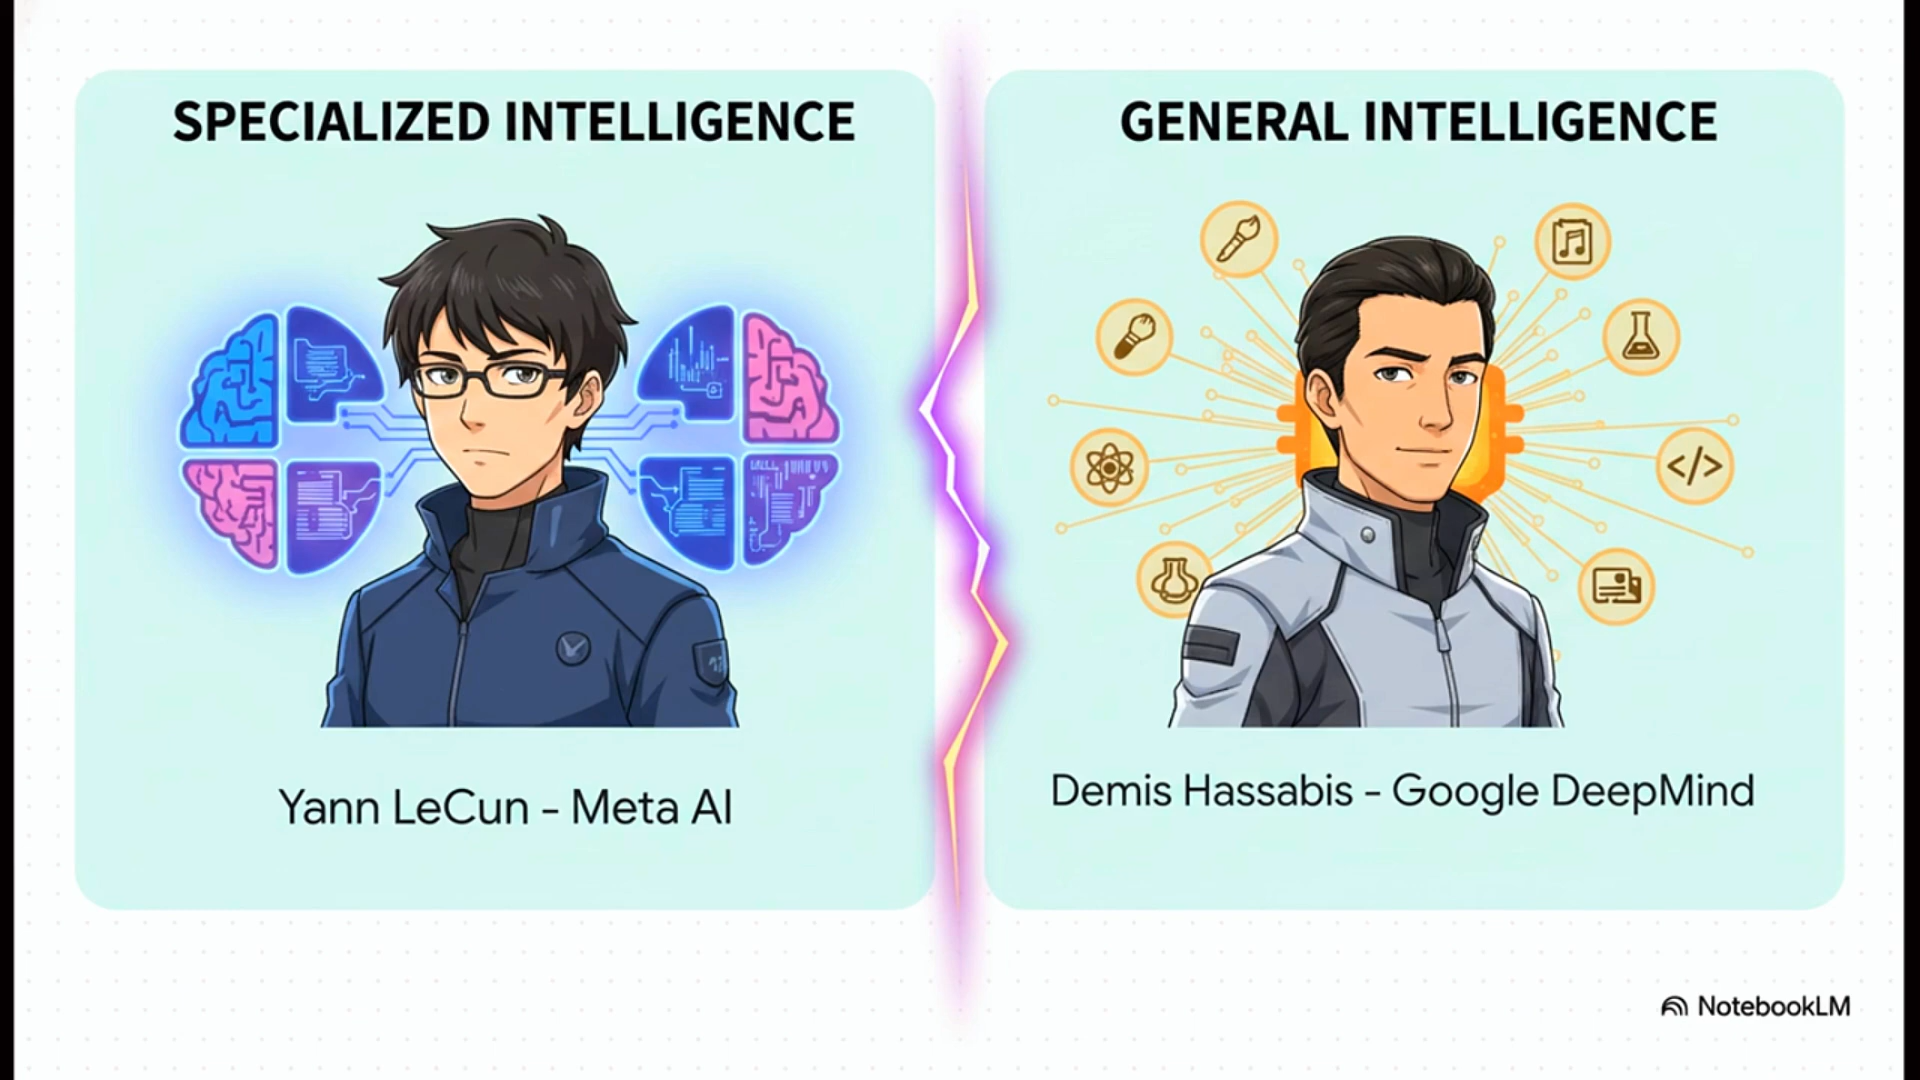 SPECIALIZED INTELLIGENCE
Yann LeCun - Meta AI
GENERAL INTELLIGENCE
</>
Demis Hassabis - Google DeepMind
NotebookLM